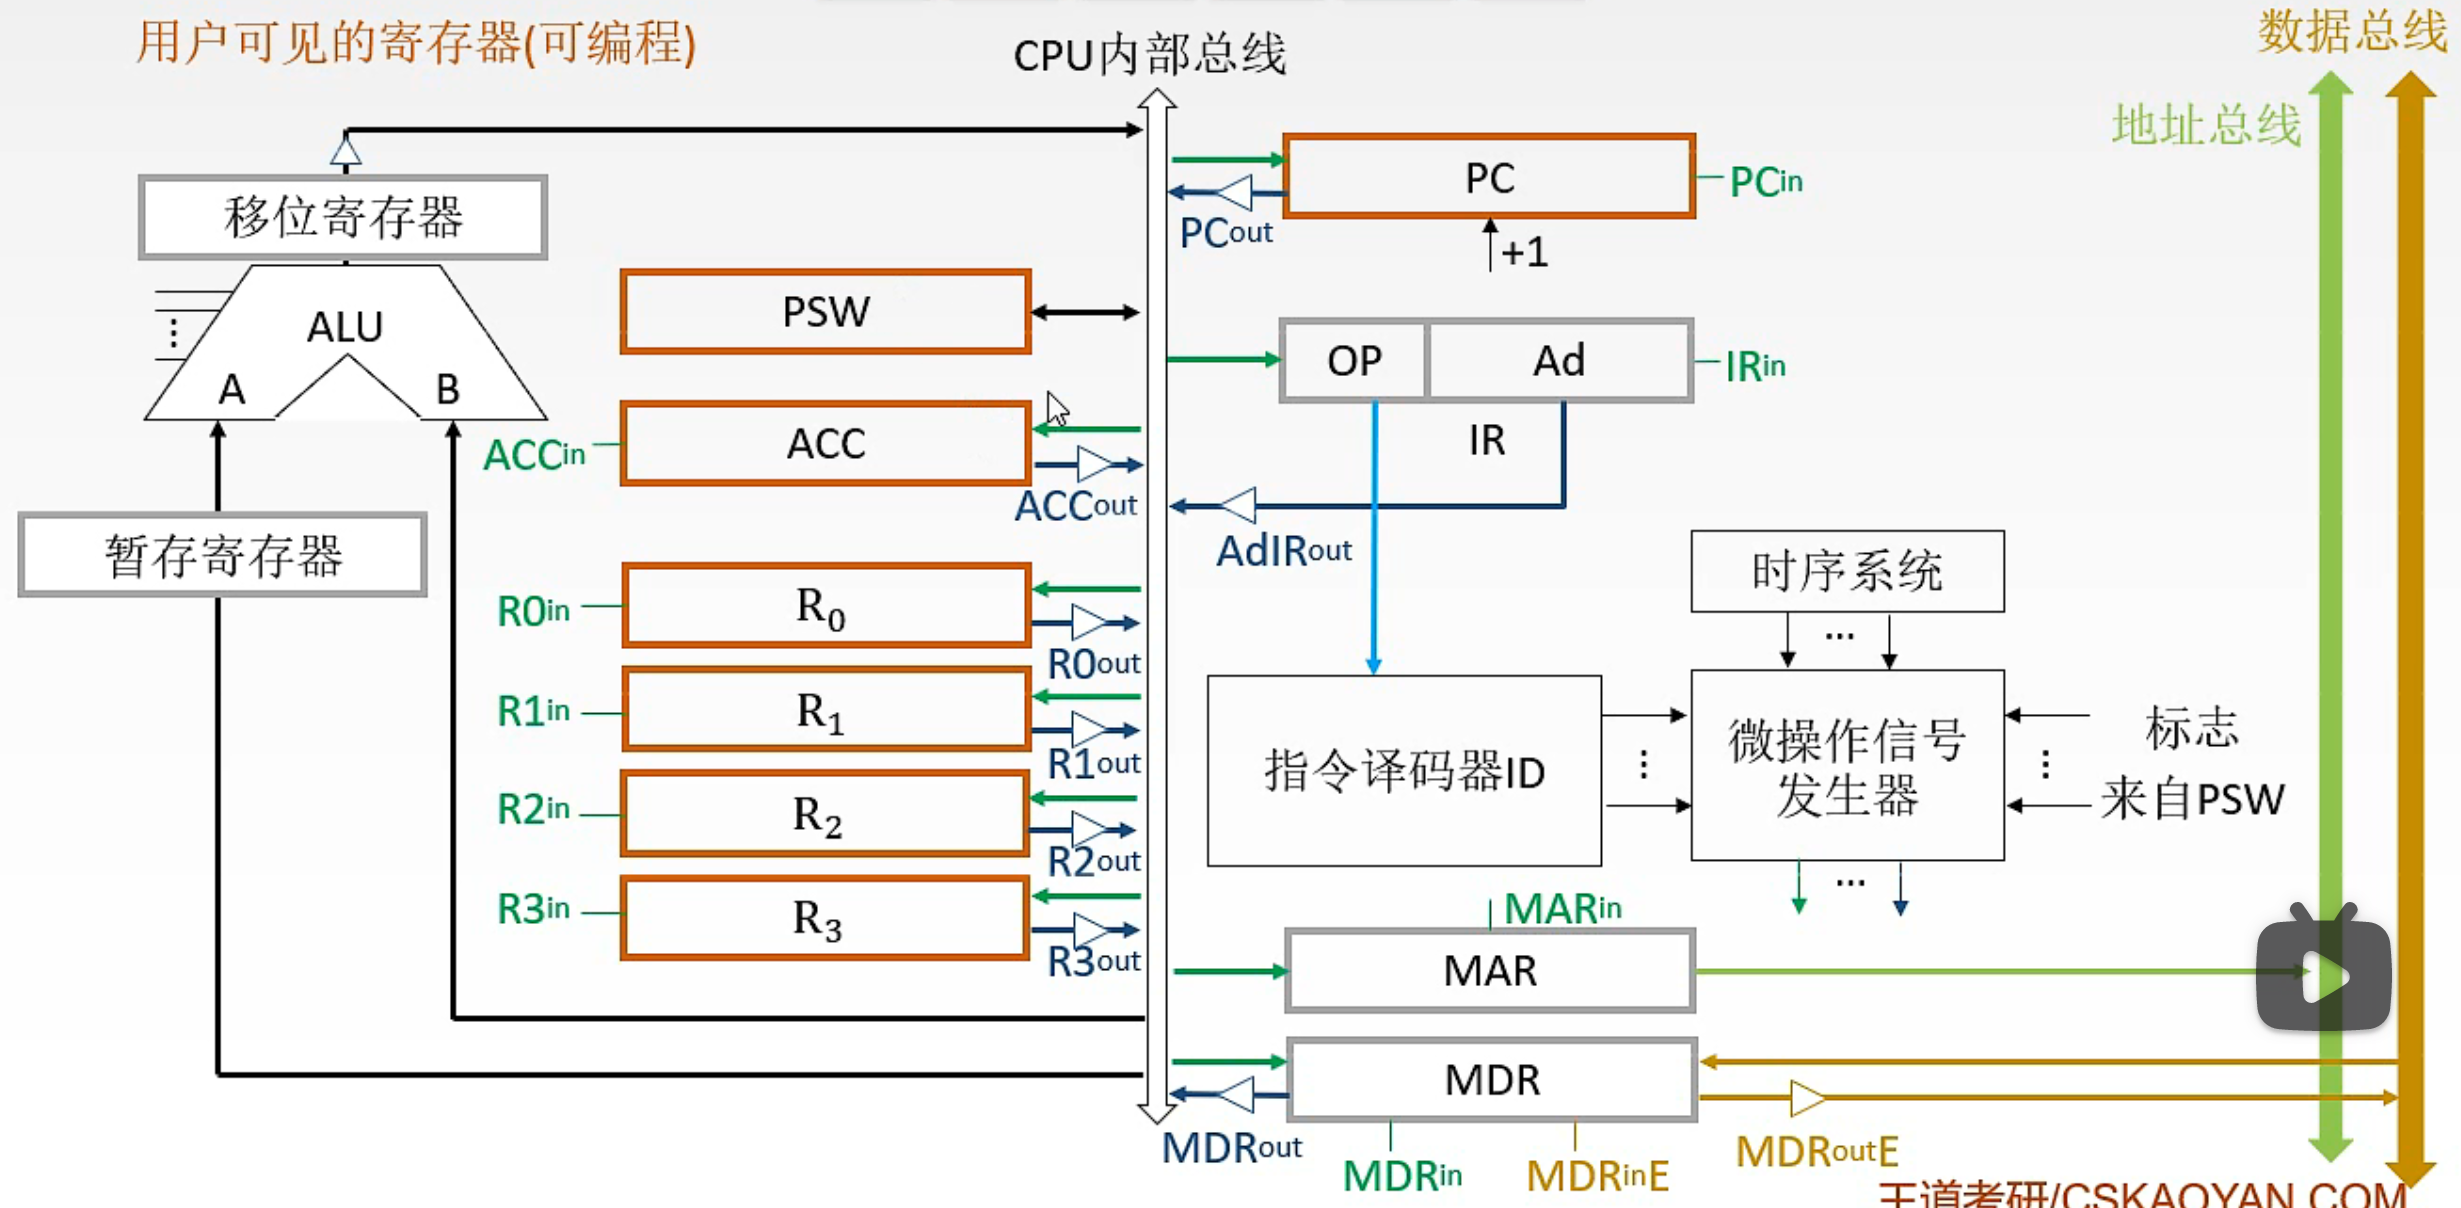 用户可见的寄存器(可编程)
CPU内部总线
数据总线
地址总线
移位寄存器
PC
PCin
PCout
+1
PSW
ALU
A
B
OP
Ad
IRin
IR
ACC
ACCin
ACCout
AdIRout
暂存寄存器
时序系统
...
R0in
R0
R0out
R1in
R1
R1out
指令译码器ID
微操作信号
发生器
标志
来自PSW
R2in
R2
R2out
R3in
R3
R3out
...
MARin
MAR
MDR
MDRout
MDRin
MDRinE
MDRoutE
王道考研/CSKAOYAN.COM